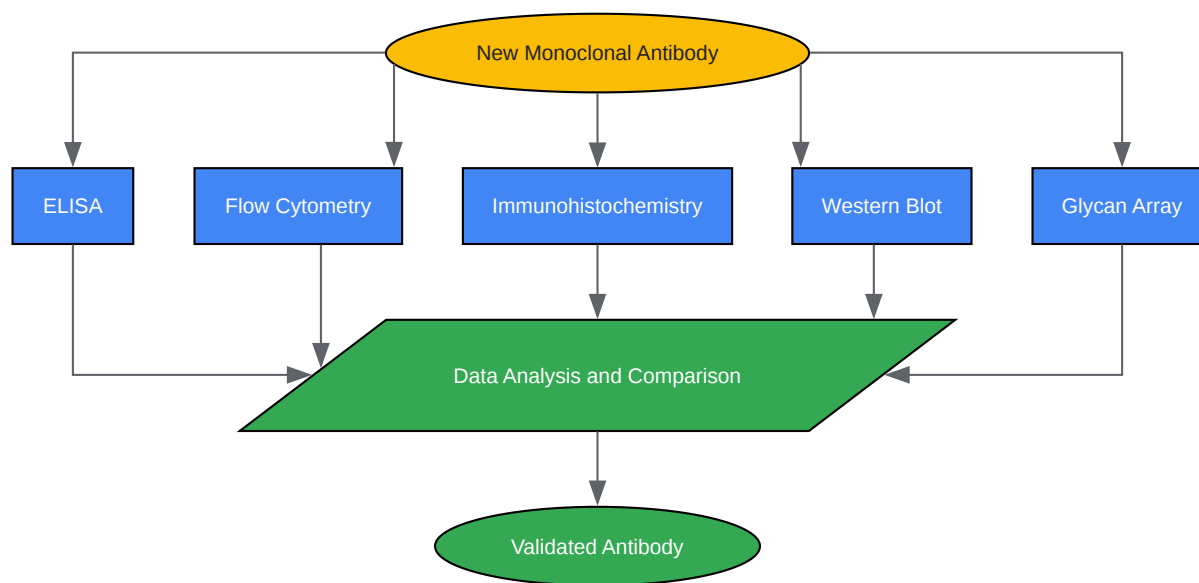 New Monoclonal Antibody
ELISA
Flow Cytometry
Immunohistochemistry
Western Blot
Glycan Array
Data Analysis and Comparison
Validated Antibody